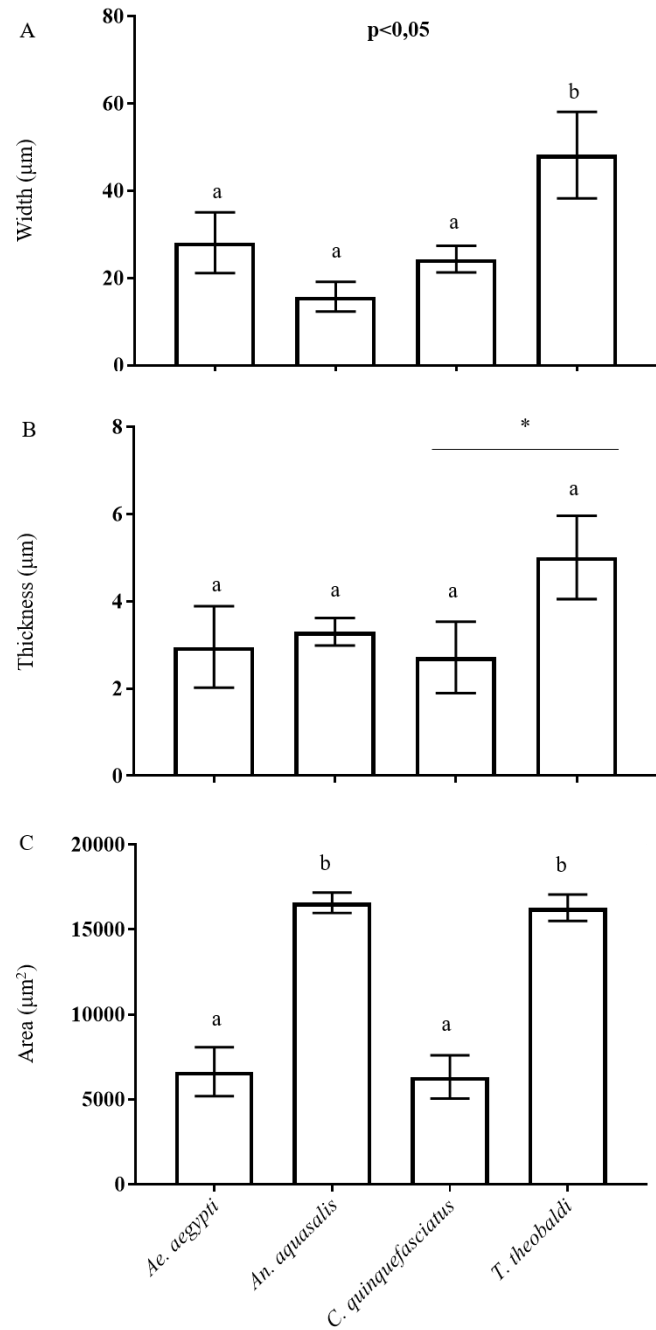 A
p<0,05
Width (µm)
80
60
40
20
0
a
a
a
b
B
*
Thickness (µm)
8
6
4
2
0
a
a
a
a
C
Area (µm²)
20000
15000
10000
5000
0
a
b
a
b
Ae. aegypti
An. aquasalis
C. quinquefasciatus
T. theobaldi